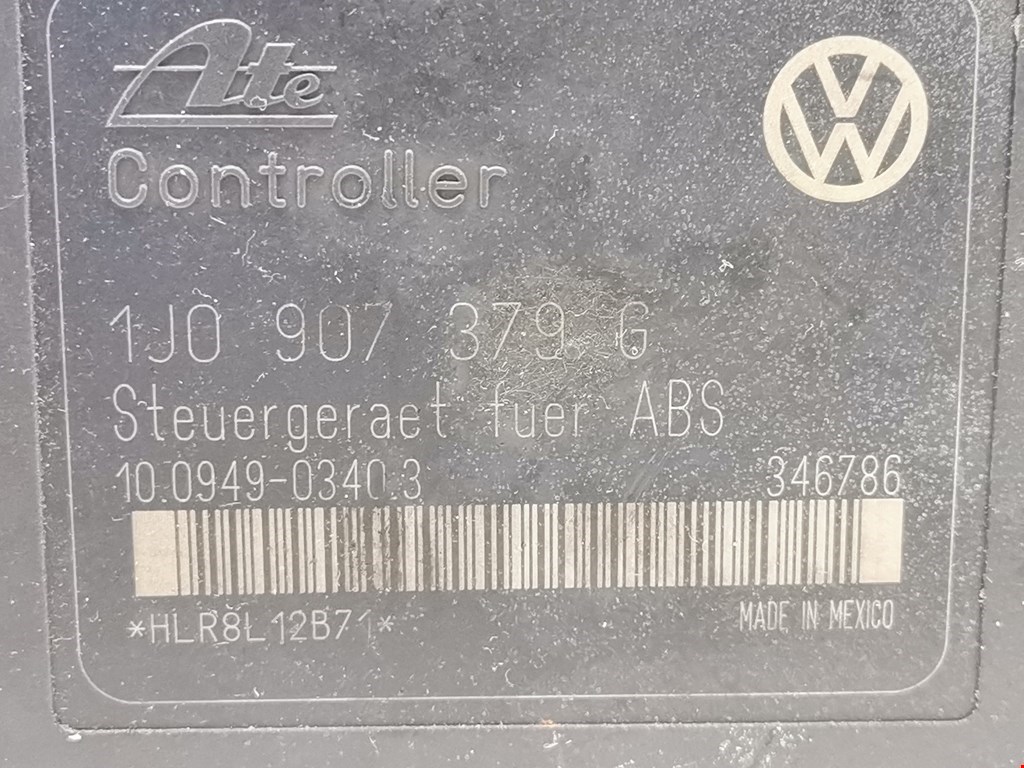 Ate
Controller
1J0 907 379 G
Steuergeraet fuer ABS
10.0949-0340.3 346786
*HLR8L12B71*
MADE IN MEXICO